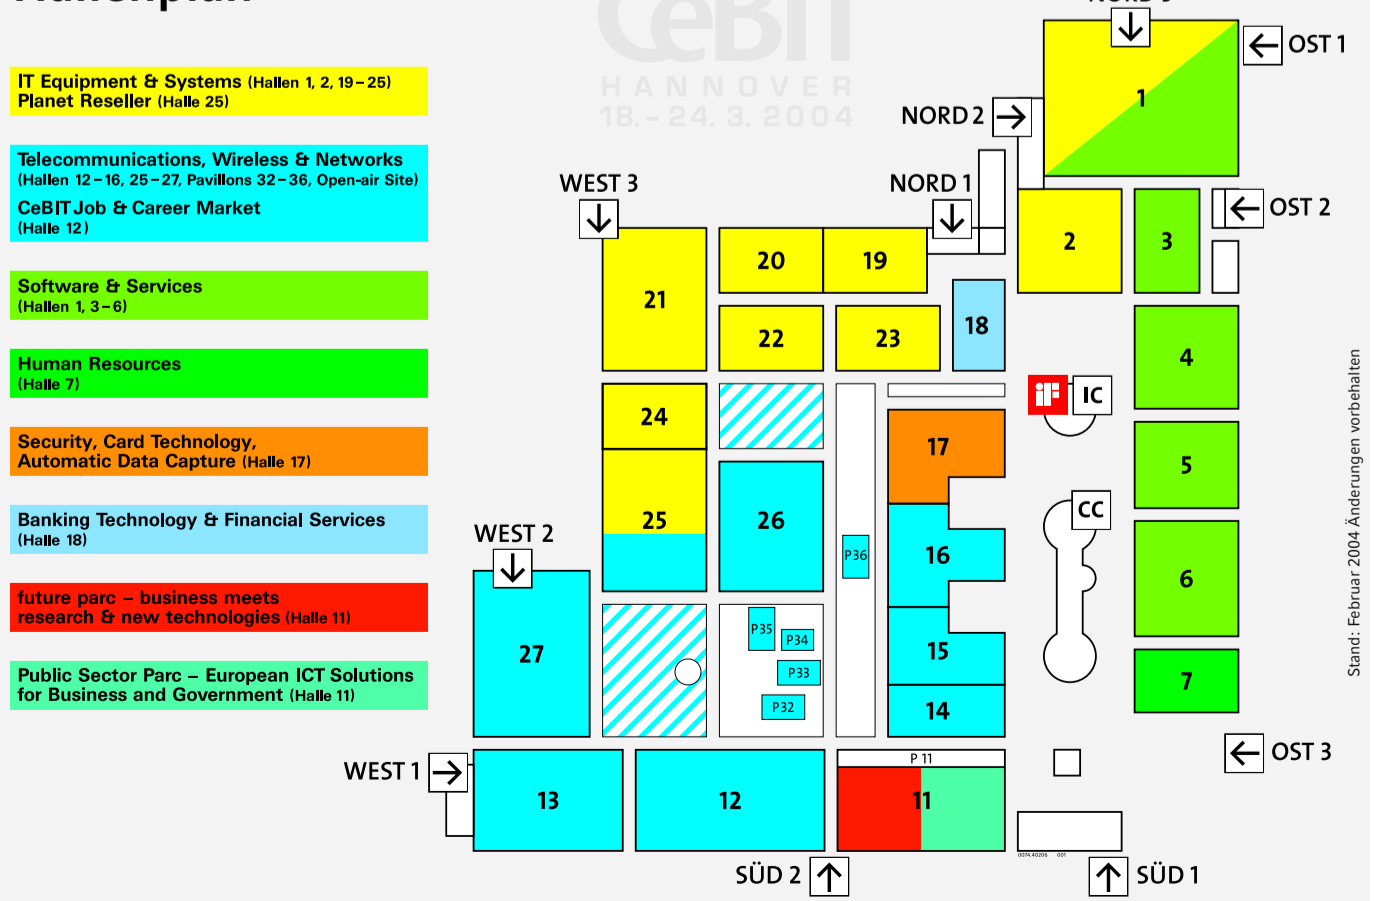 Hallenplan
CeBIT
HANNOVER
18.–24.3.2004
IT Equipment & Systems (Hallen 1, 2, 19–25)
Planet Reseller (Halle 25)
Telecommunications, Wireless & Networks
(Hallen 12–16, 25–27, Pavillons 32–36, Open-air Site)
CeBIT Job & Career Market
(Halle 12)
Software & Services
(Hallen 1, 3–6)
Human Resources
(Halle 7)
Security, Card Technology,
Automatic Data Capture (Halle 17)
Banking Technology & Financial Services
(Halle 18)
future parc – business meets
research & new technologies (Halle 11)
Public Sector Parc – European ICT Solutions
for Business and Government (Halle 11)
OST 1
1
NORD 2
WEST 3
NORD 1
OST 2
2
3
20
19
21
18
22
23
4
iF
IC
24
17
5
CC
25
26
WEST 2
P36
16
6
P35
P34
27
15
P33
7
P32
14
OST 3
WEST 1
P 11
13
12
11
0074.40206 001
SÜD 2
SÜD 1
Stand: Februar 2004 Änderungen vorbehalten